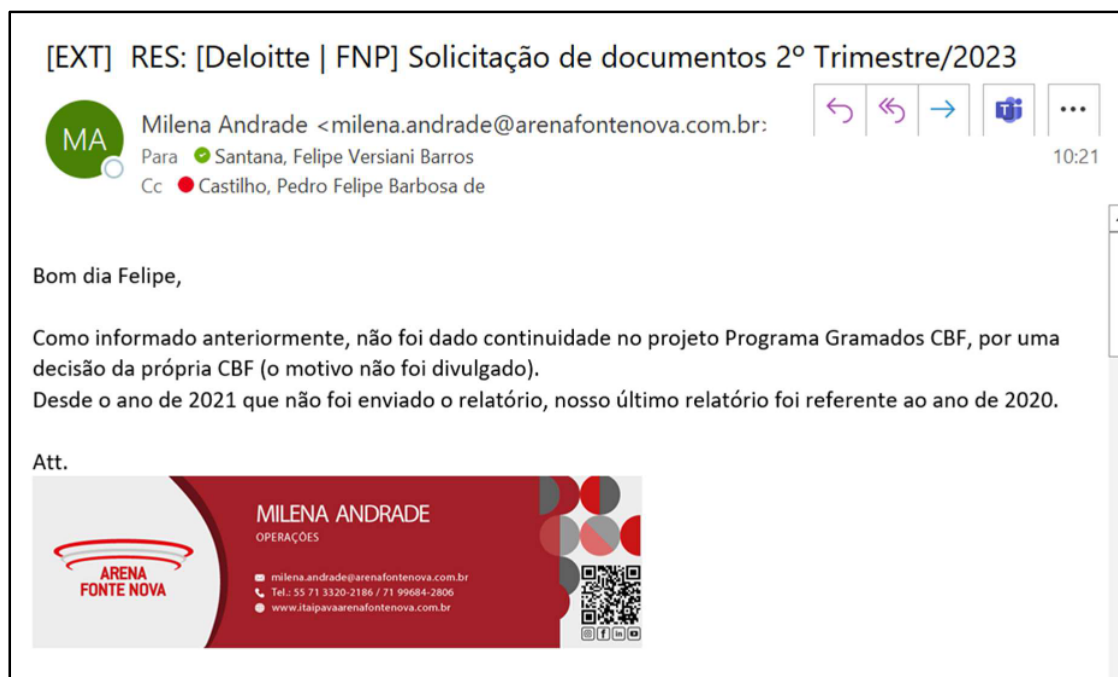 [EXT] RES: [Deloitte | FNP] Solicitação de documentos 2º Trimestre/2023
MA
Milena Andrade <milena.andrade@arenafontenova.com.br>
Para Santana, Felipe Versiani Barros
10:21
Cc Castilho, Pedro Felipe Barbosa de
Bom dia Felipe,
Como informado anteriormente, não foi dado continuidade no projeto Programa Gramados CBF, por uma
decisão da própria CBF (o motivo não foi divulgado).
Desde o ano de 2021 que não foi enviado o relatório, nosso último relatório foi referente ao ano de 2020.
Att.
ARENA
FONTE NOVA
MILENA ANDRADE
OPERAÇÕES
milena.andrade@arenafontenova.com.br
Tel.: 55 71 3320-2186 / 71 99684-2806
www.itaipavaarenafontenova.com.br